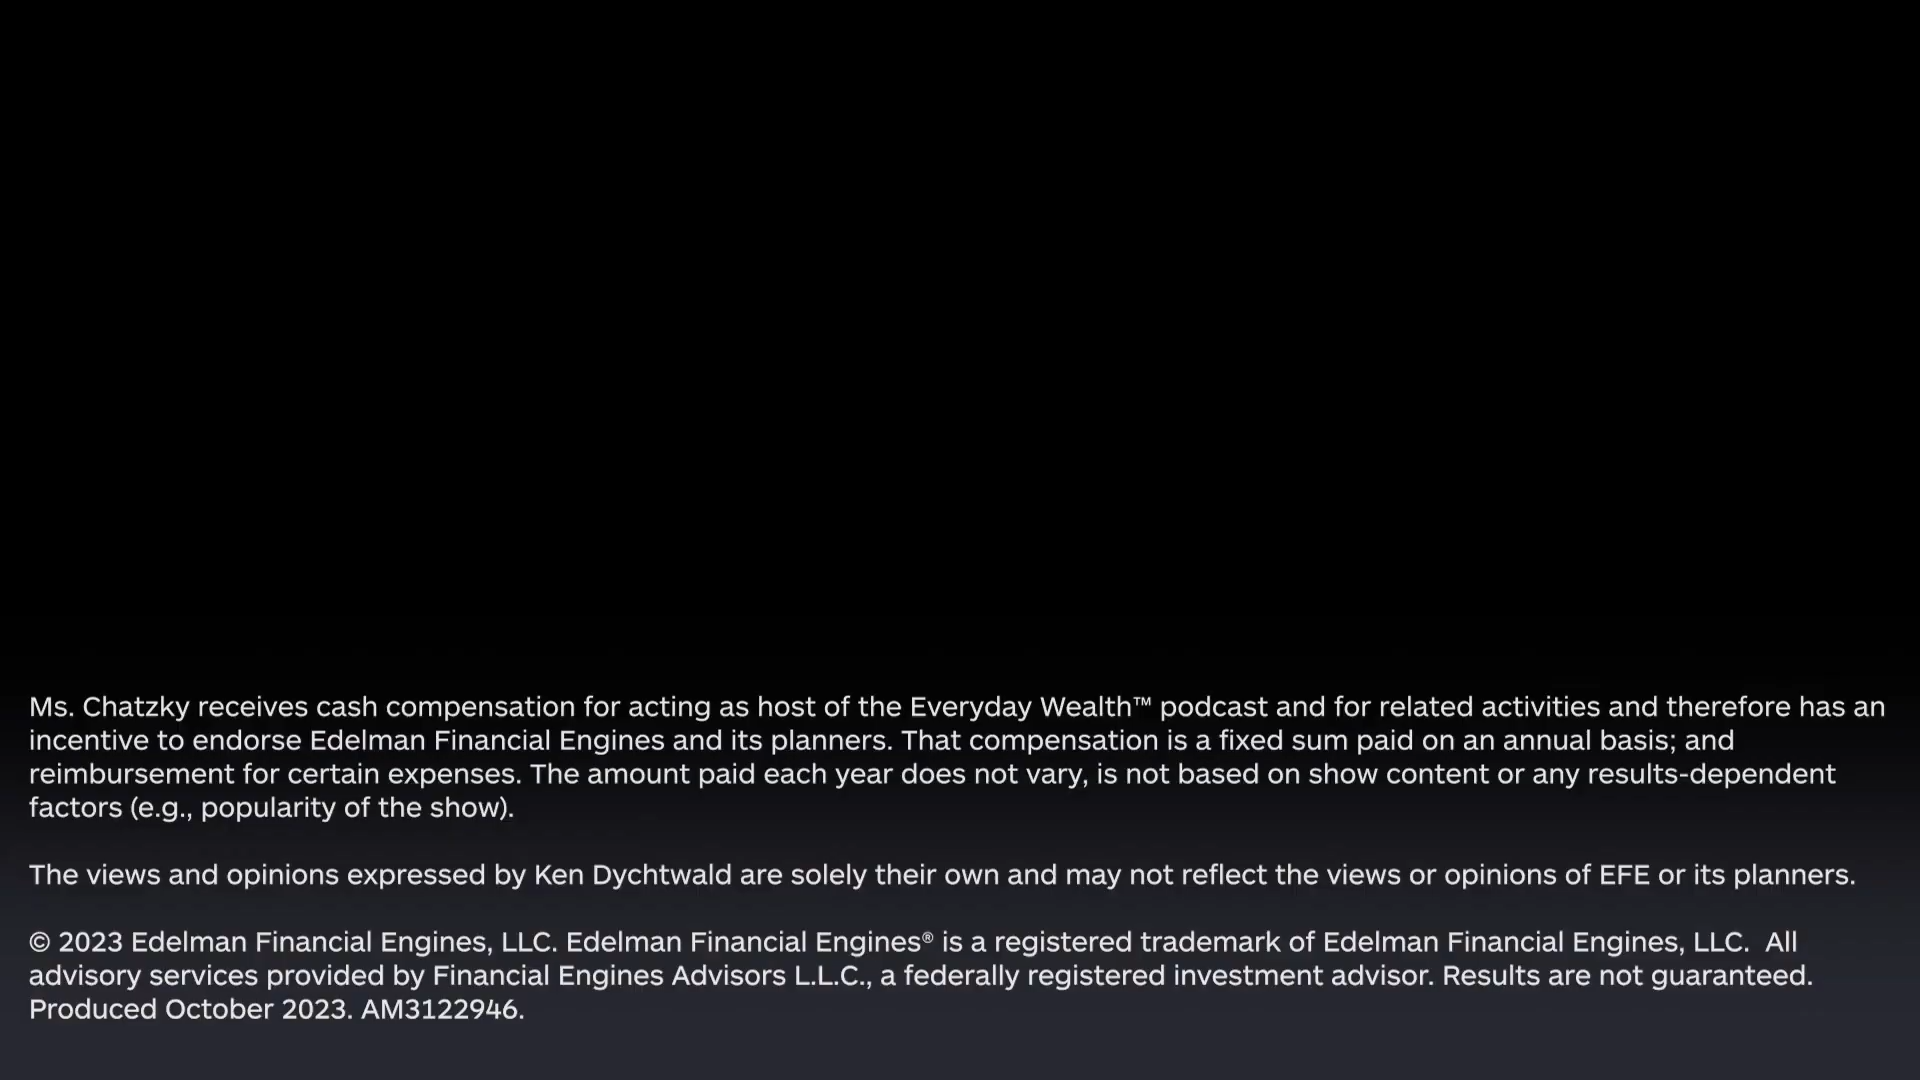 Ms. Chatzky receives cash compensation for acting as host of the Everyday Wealth™ podcast and for related activities and therefore has an
incentive to endorse Edelman Financial Engines and its planners. That compensation is a fixed sum paid on an annual basis; and
reimbursement for certain expenses. The amount paid each year does not vary, is not based on show content or any results-dependent
factors (e.g., popularity of the show).
The views and opinions expressed by Ken Dychtwald are solely their own and may not reflect the views or opinions of EFE or its planners.
© 2023 Edelman Financial Engines, LLC. Edelman Financial Engines® is a registered trademark of Edelman Financial Engines, LLC.  All
advisory services provided by Financial Engines Advisors L.L.C., a federally registered investment advisor. Results are not guaranteed.
Produced October 2023. AM3122946.